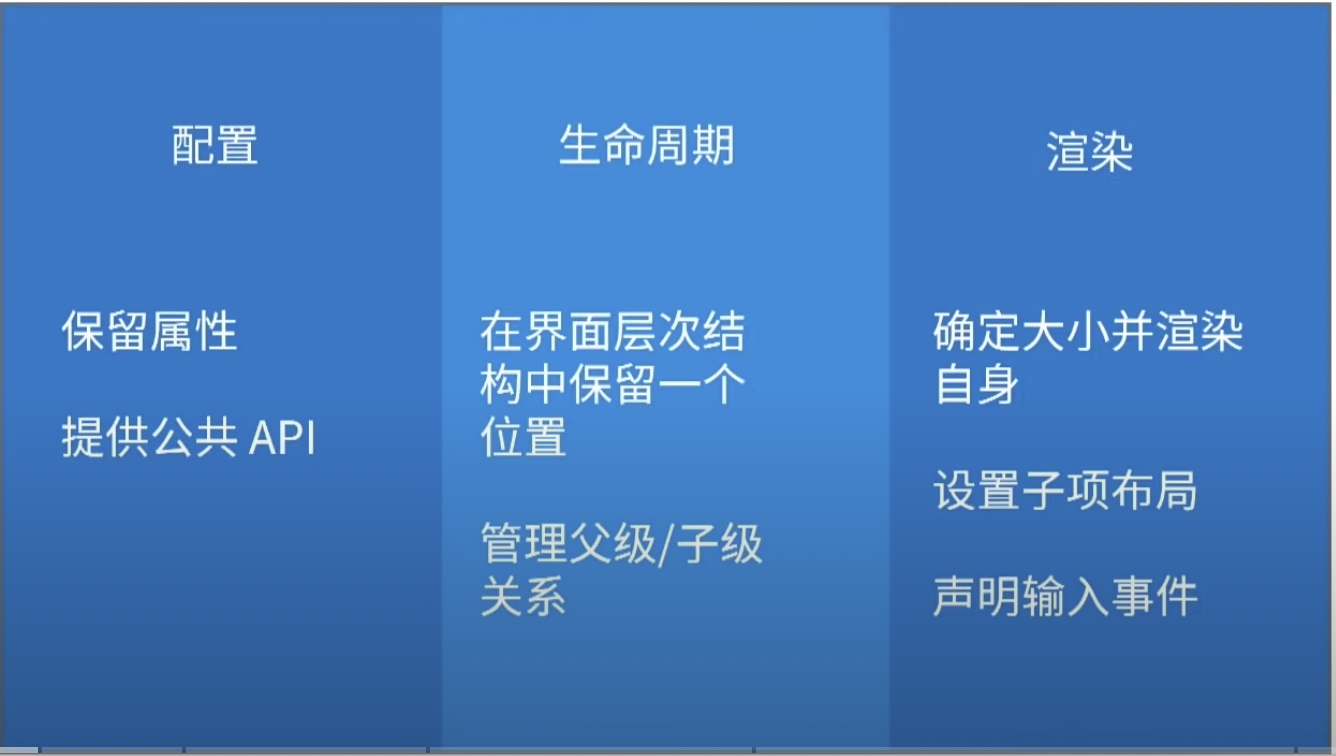 配置
保留属性
提供公共 API
生命周期
在界面层次结
构中保留一个
位置
管理父级/子级
关系
渲染
确定大小并渲染
自身
设置子项布局
声明输入事件